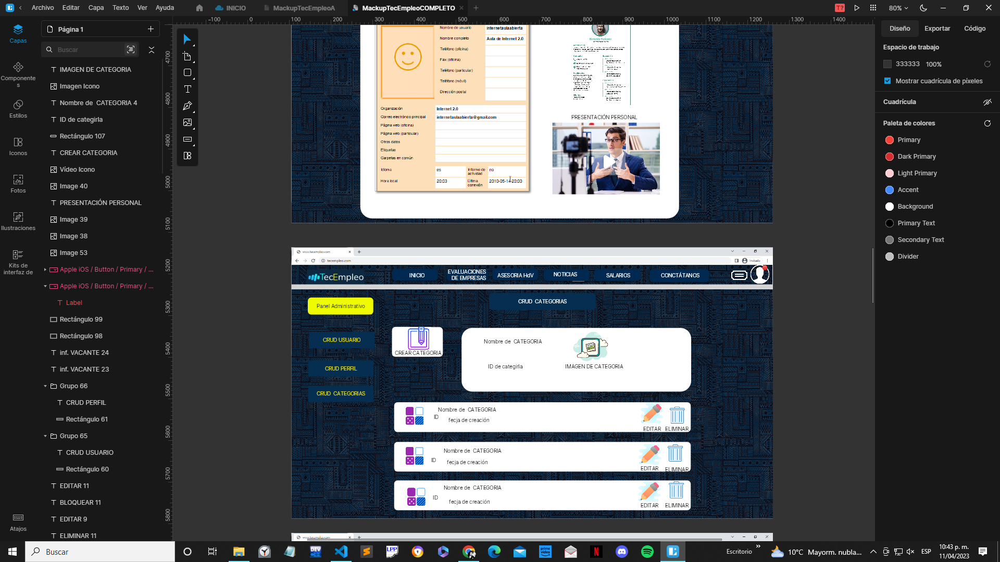 Archivo Editar Capa Texto Ver Ayuda
INICIO
MackupTecEmpleoA
MackupTecEmpleoCOMPLETO
T?
80%
Capas
Componentes
Estilos
Iconos
Fotos
Ilustraciones
Kits de interfaz de
Atajos
Página 1
Buscar
IMAGEN DE CATEGORIA
Imagen Icono
Nombre de CATEGORIA 4
ID de categirla
Rectángulo 107
CREAR CATEGORIA
Vídeo Icono
Image 40
PRESENTACIÓN PERSONAL
Image 39
Image 38
Image 53
Apple iOS / Button / Primary / ...
Apple iOS / Button / Primary / ...
Label
Rectángulo 99
Rectángulo 98
inf. VACANTE 24
inf. VACANTE 23
Grupo 66
CRUD PERFIL
Rectángulo 61
Grupo 65
CRUD USUARIO
Rectángulo 60
EDITAR 11
BLOQUEAR 11
EDITAR 9
ELIMINAR 11
-100 0 100 200 300 400 500 600 700 800 900 1000 1100 1200 1300 1400
4700
4800
4900
5000
5100
5200
5300
5400
5500
5600
5700
5800
Nombre de usuario internetaulaabierta
Nombre completo Aula de Internet 2.0
Teléfono (oficina)
Fax (oficina)
Teléfono (particular)
Teléfono (móvil)
Dirección postal
Organización Internet 2.0
Correo electrónico principal internetaulaabierta@gmail.com
Página web (oficina)
Página web (particular)
Otros datos
Etiquetas
Carpetas en común
Idioma es Informe de actividad no
Hora local 20:03 Última conexión 2010-05-14-20:00
PRESENTACIÓN PERSONAL
www.tecempleo.com
tecempleo.com
Invitado
TecEmpleo
INICIO
EVALUACIONES
DE EMPRESAS
ASESORIA HdV
NOTICIAS
SALARIOS
CONCTÁTANOS
Panel Administrativo
CRUD CATEGORIAS
CRUD USUARIO
CRUD PERFIL
CRUD CATEGORIAS
CREAR CATEGORIA
Nombre de CATEGORIA
ID de categirla
IMAGEN DE CATEGORIA
Nombre de CATEGORIA
ID
fecja de creación
EDITAR ELIMINAR
Nombre de CATEGORIA
ID
fecja de creación
EDITAR ELIMINAR
Nombre de CATEGORIA
ID
fecja de creación
EDITAR ELIMINAR
www.tecempleo.com
Diseño Exportar Código
Espacio de trabajo
333333 100%
Mostrar cuadrícula de píxeles
Cuadrícula
Paleta de colores
Primary
Dark Primary
Light Primary
Accent
Background
Primary Text
Secondary Text
Divider
Buscar
DEV
LPP
prime video
N
Escritorio
10°C Mayorm. nubla...
ESP
10:43 p. m.
11/04/2023